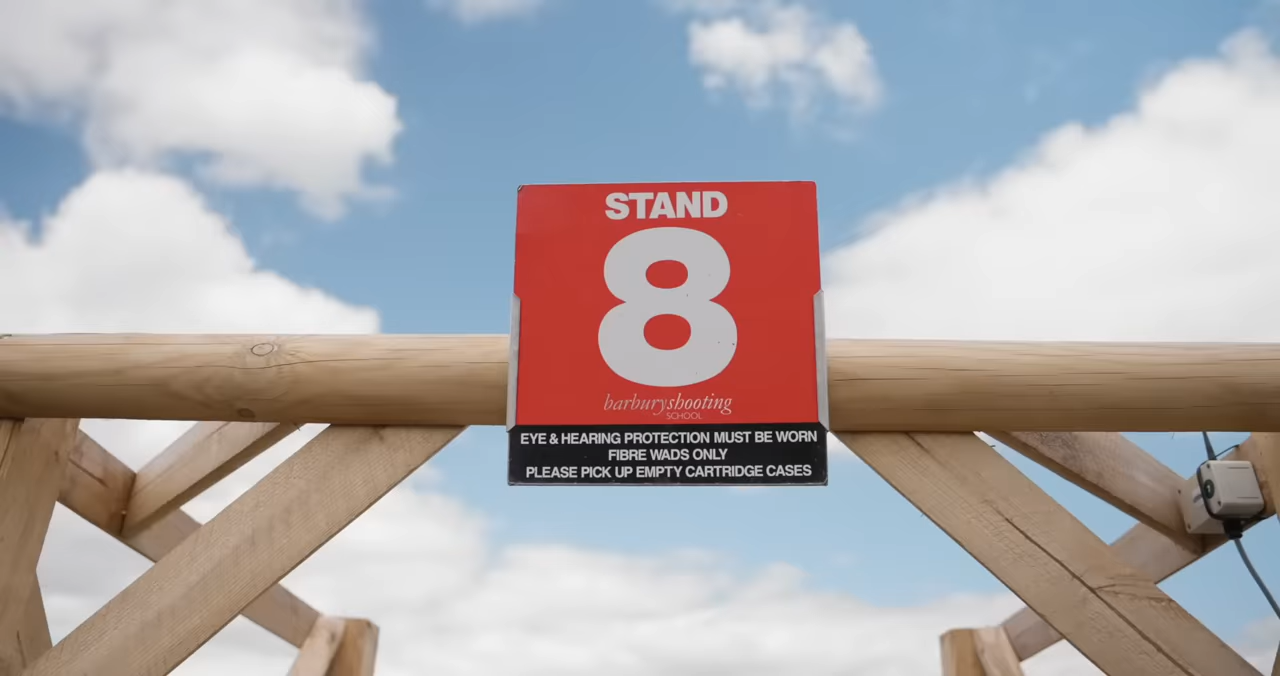 STAND
8
barburyshooting
SCHOOL
EYE & HEARING PROTECTION MUST BE WORN
FIBRE WADS ONLY
PLEASE PICK UP EMPTY CARTRIDGE CASES